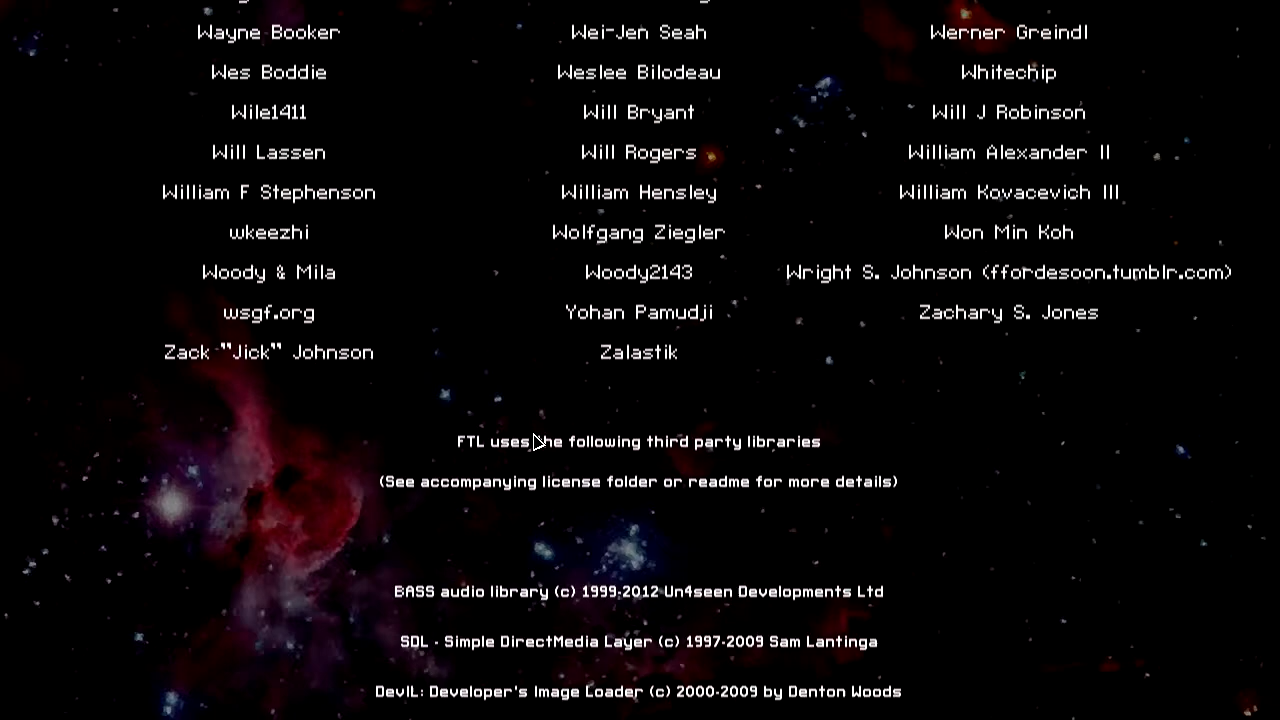 Wayne Booker Wei-Jen Seah Werner Greindl
Wes Boddie Weslee Bilodeau Whitechip
Wile1411 Will Bryant Will J Robinson
Will Lassen Will Rogers William Alexander II
William F Stephenson William Hensley William Kovacevich III
wkeezhi Wolfgang Ziegler Won Min Koh
Woody & Mila Woody2143 Wright S. Johnson (ffordesoon.tumblr.com)
wsgf.org Yohan Pamudji Zachary S. Jones
Zack "Jick" Johnson Zalastik
FTL uses the following third party libraries
(See accompanying license folder or readme for more details)
BASS audio library (c) 1999-2012 Un4seen Developments Ltd
SDL - Simple DirectMedia Layer (c) 1997-2009 Sam Lantinga
DevIL: Developer's Image Loader (c) 2000-2009 by Denton Woods